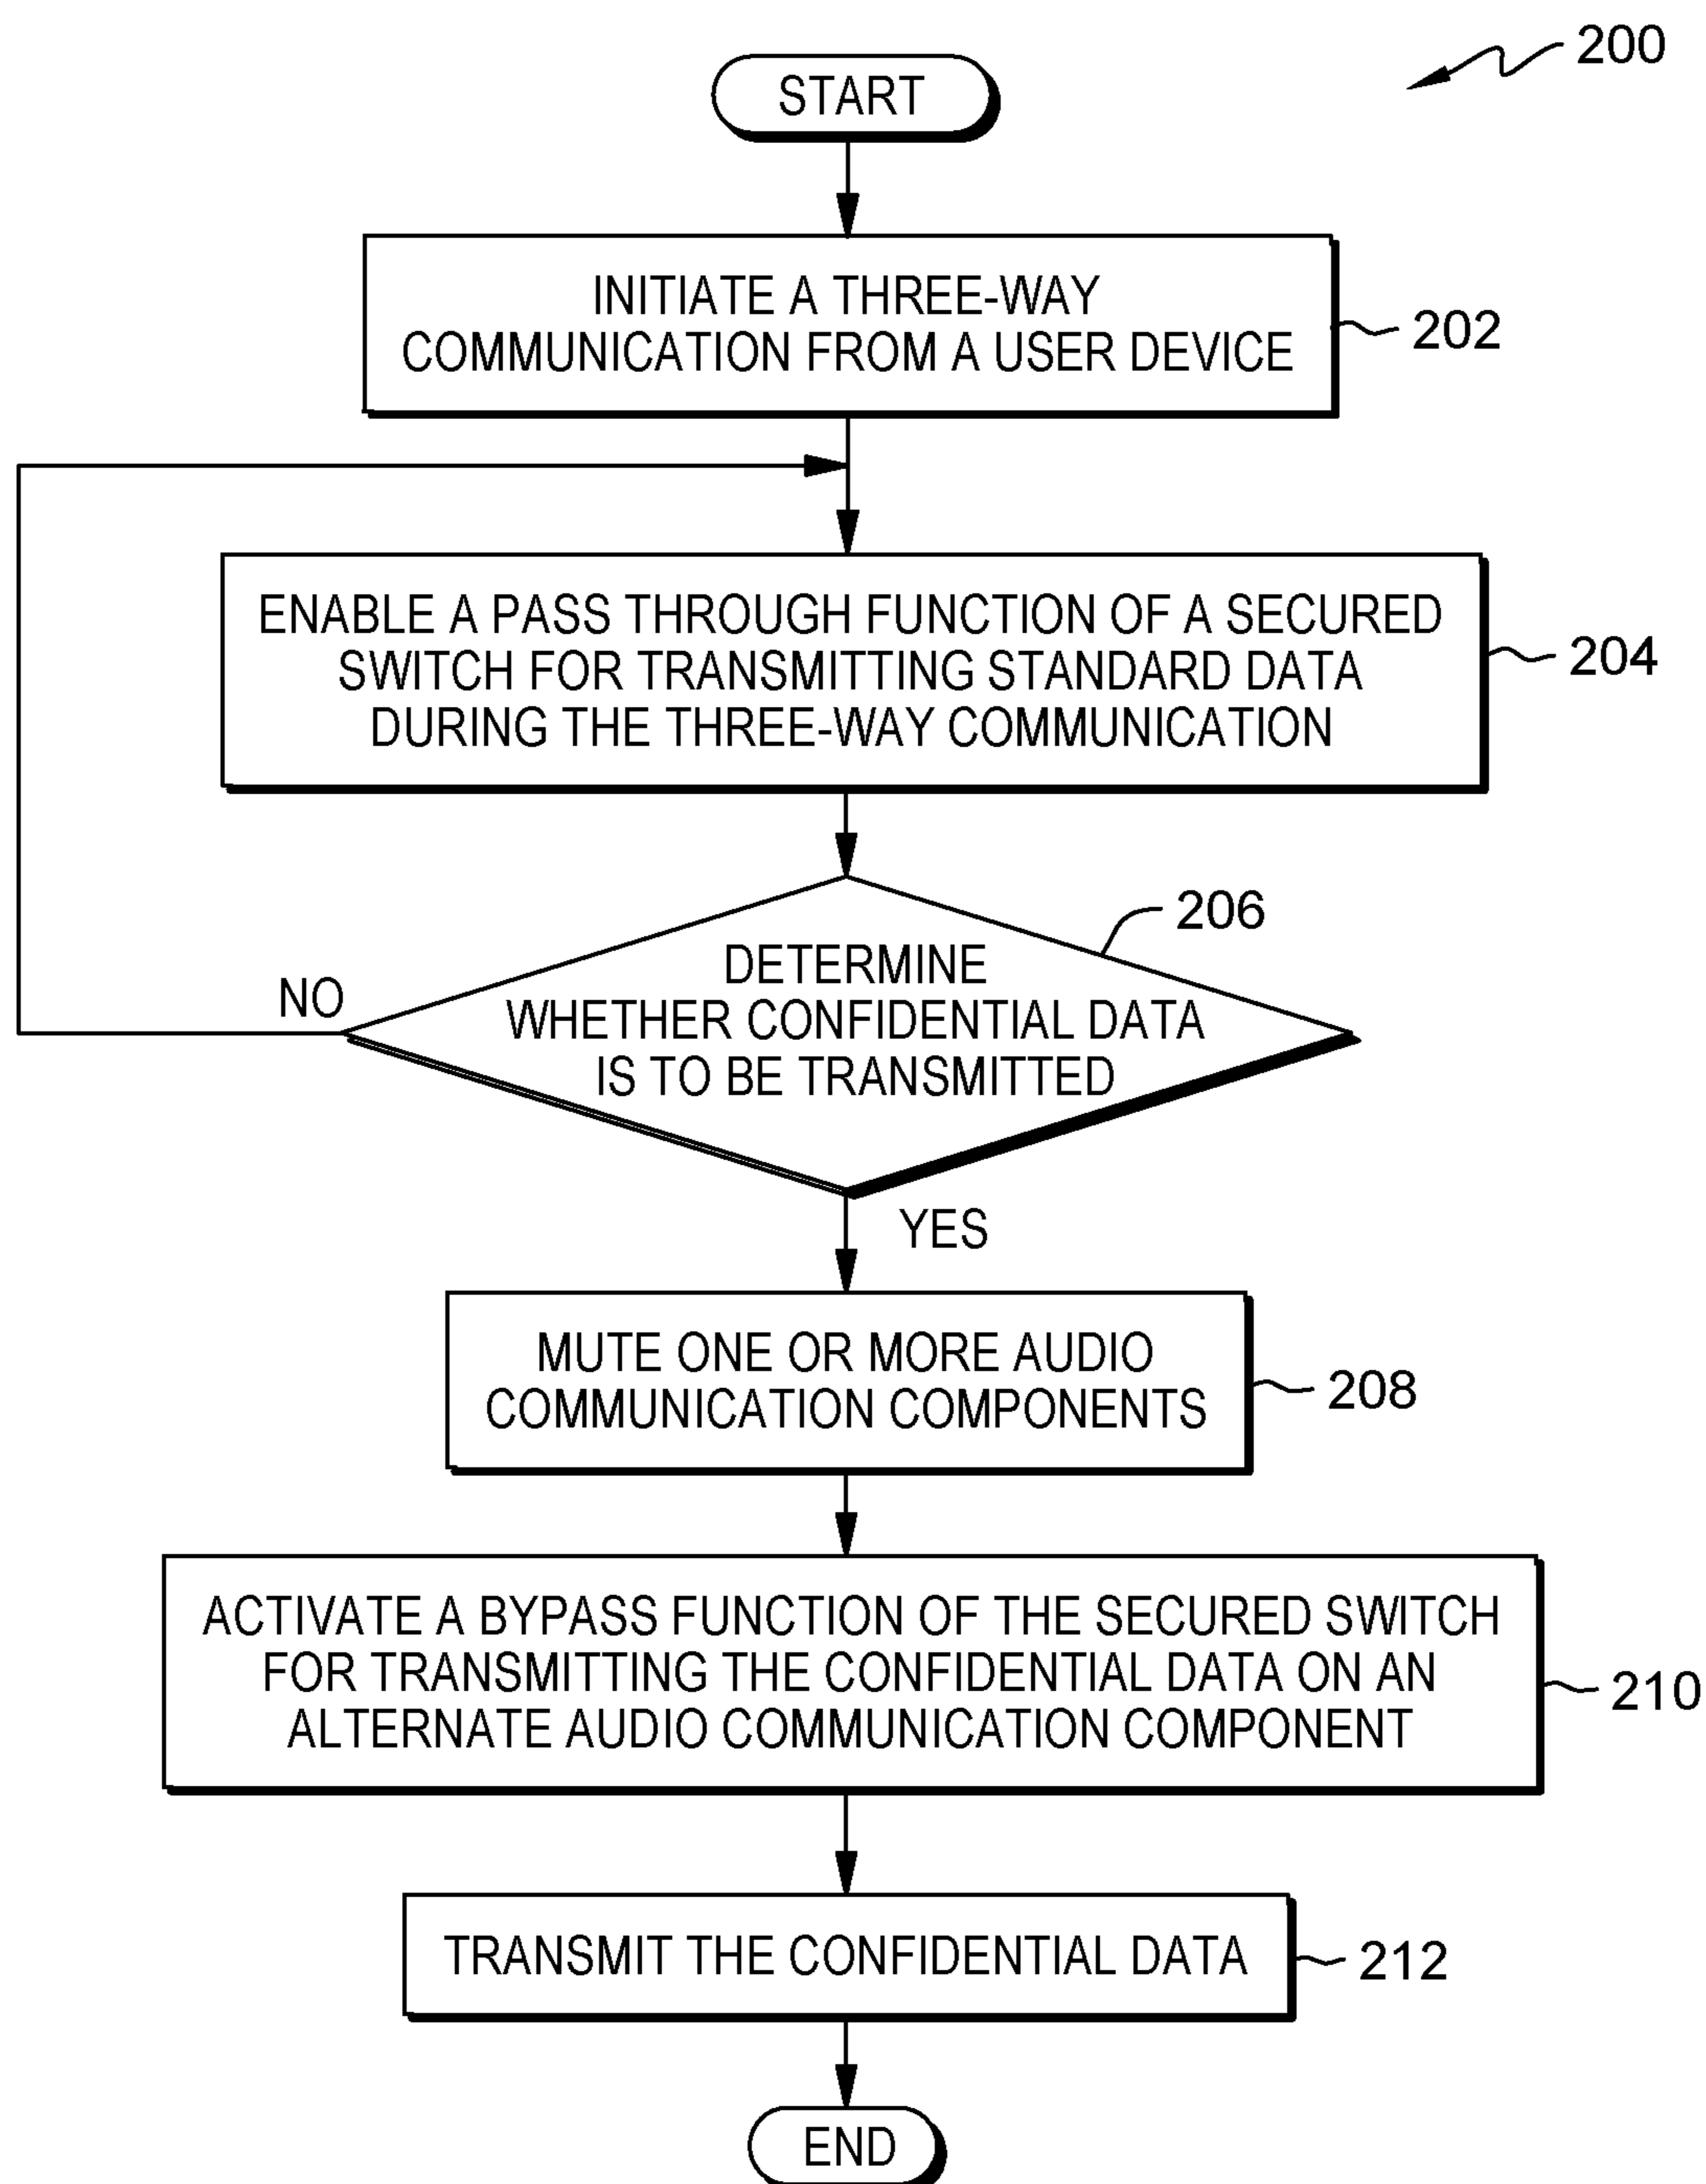 200
START
INITIATE A THREE-WAY
COMMUNICATION FROM A USER DEVICE
202
ENABLE A PASS THROUGH FUNCTION OF A SECURED
SWITCH FOR TRANSMITTING STANDARD DATA
DURING THE THREE-WAY COMMUNICATION
204
206
DETERMINE
WHETHER CONFIDENTIAL DATA
IS TO BE TRANSMITTED
NO
YES
MUTE ONE OR MORE AUDIO
COMMUNICATION COMPONENTS
208
ACTIVATE A BYPASS FUNCTION OF THE SECURED SWITCH
FOR TRANSMITTING THE CONFIDENTIAL DATA ON AN
ALTERNATE AUDIO COMMUNICATION COMPONENT
210
TRANSMIT THE CONFIDENTIAL DATA
212
END